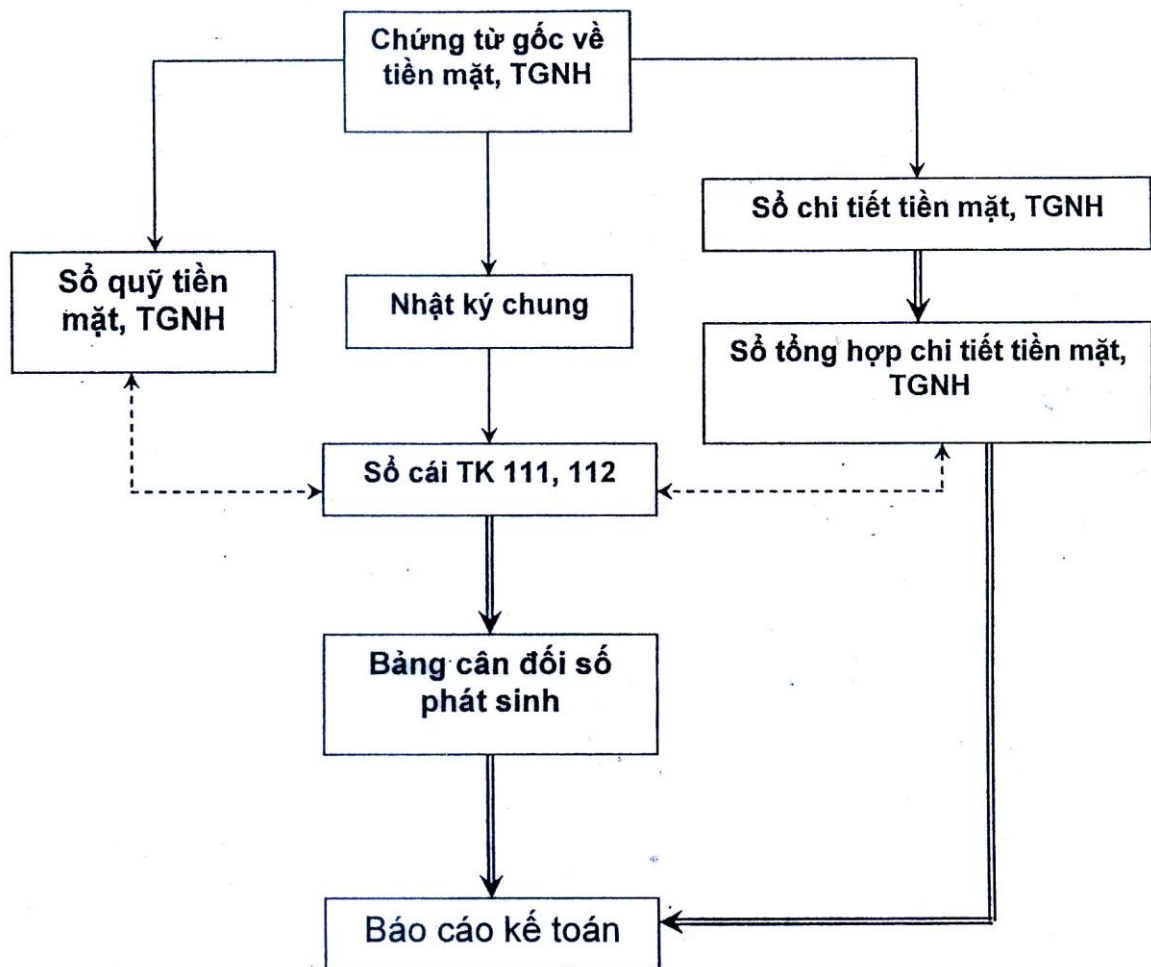 Chứng từ gốc về
tiền mặt, TGNH
Sổ chi tiết tiền mặt, TGNH
Sổ quỹ tiền
mặt, TGNH
Nhật ký chung
Sổ tổng hợp chi tiết tiền mặt,
TGNH
Sổ cái TK 111, 112
Bảng cân đối số
phát sinh
Báo cáo kế toán